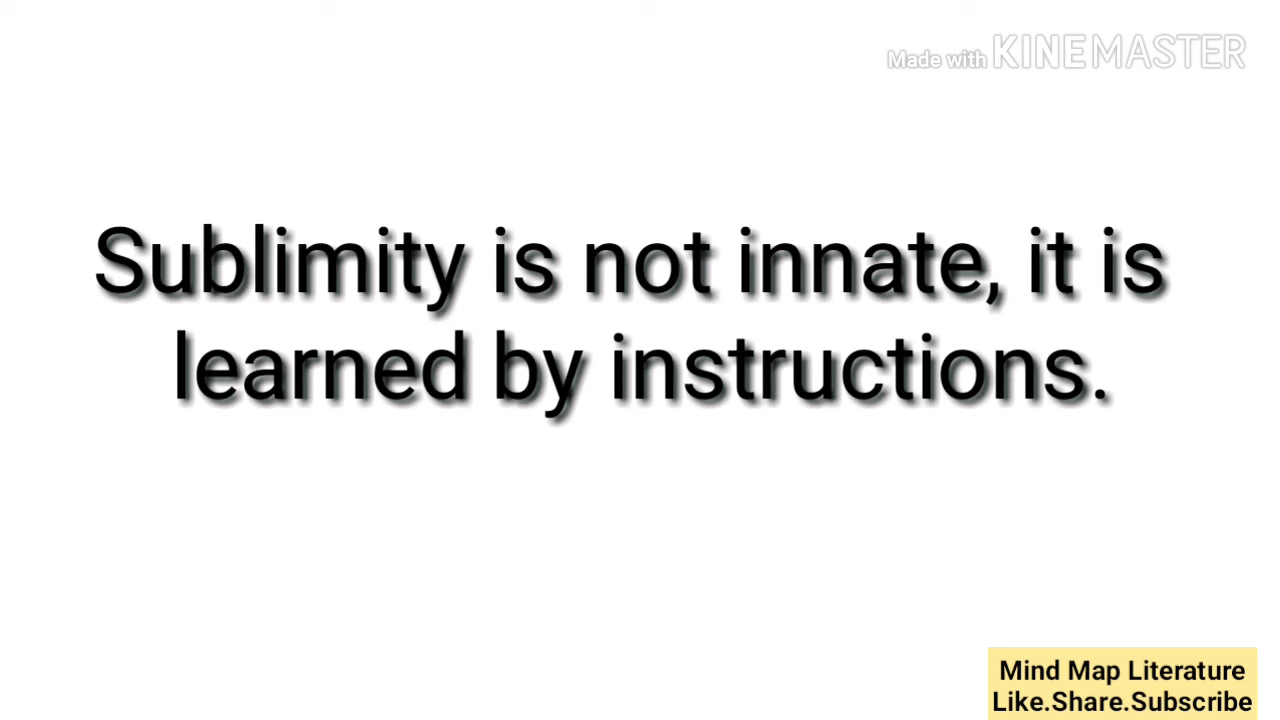 Made with KINEMASTER
Sublimity is not innate, it is
learned by instructions.
Mind Map Literature
Like.Share.Subscribe